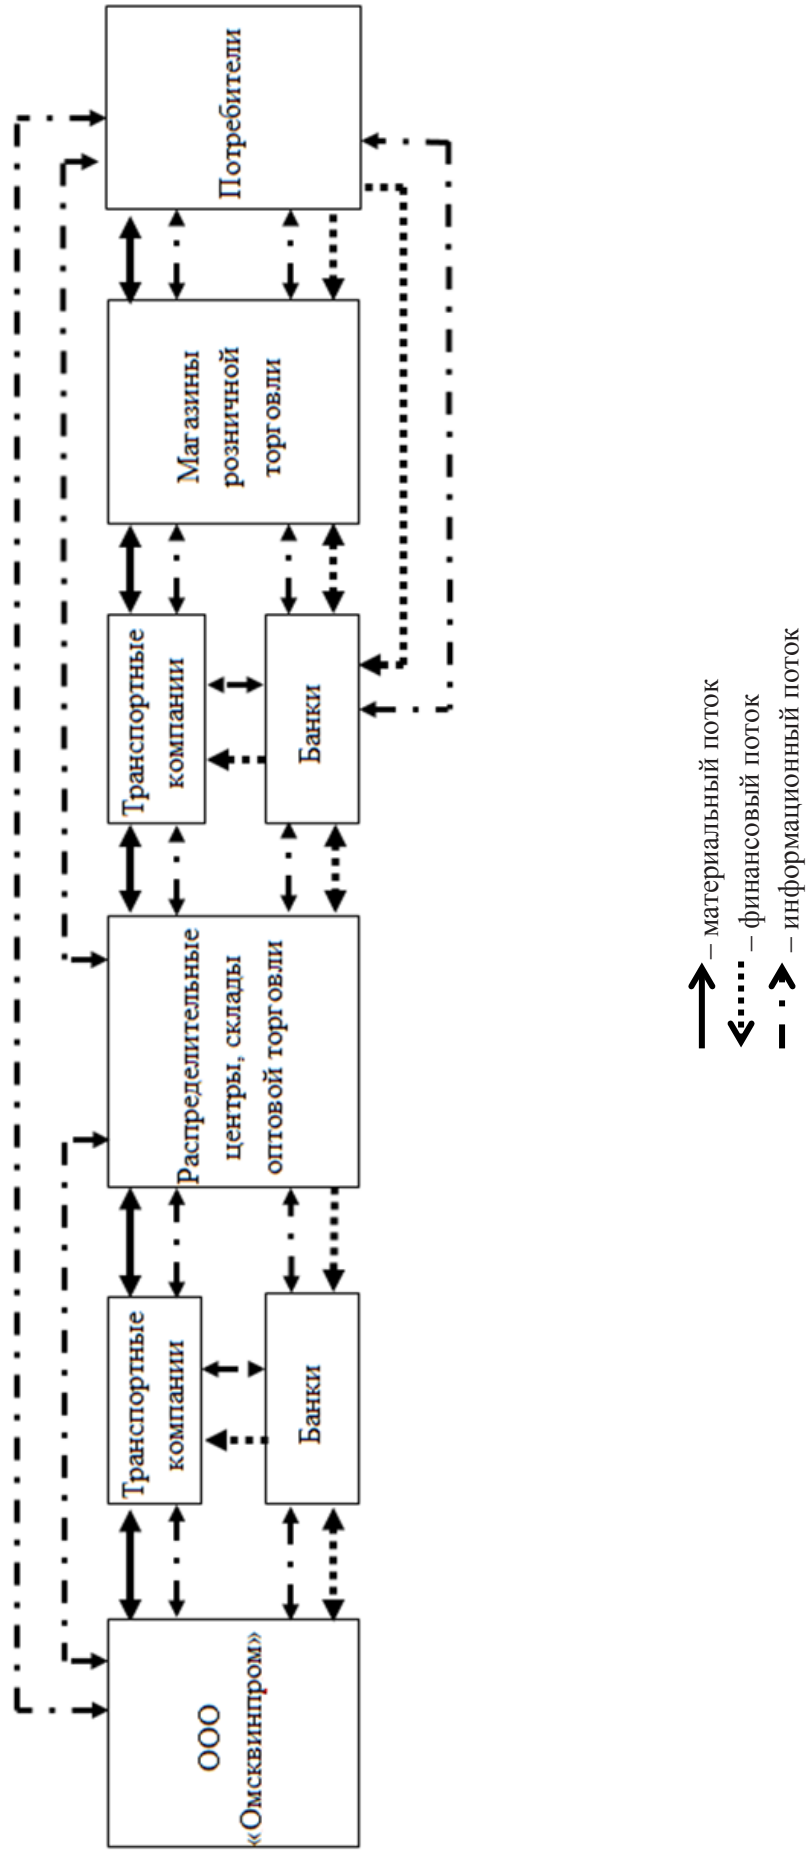 ООО
«Омсквинпром»
Транспортные
компании
Банки
Распределительные
центры, склады
оптовой торговли
Транспортные
компании
Банки
Магазины
розничной
торговли
Потребители
– материальный поток
– финансовый поток
– информационный поток